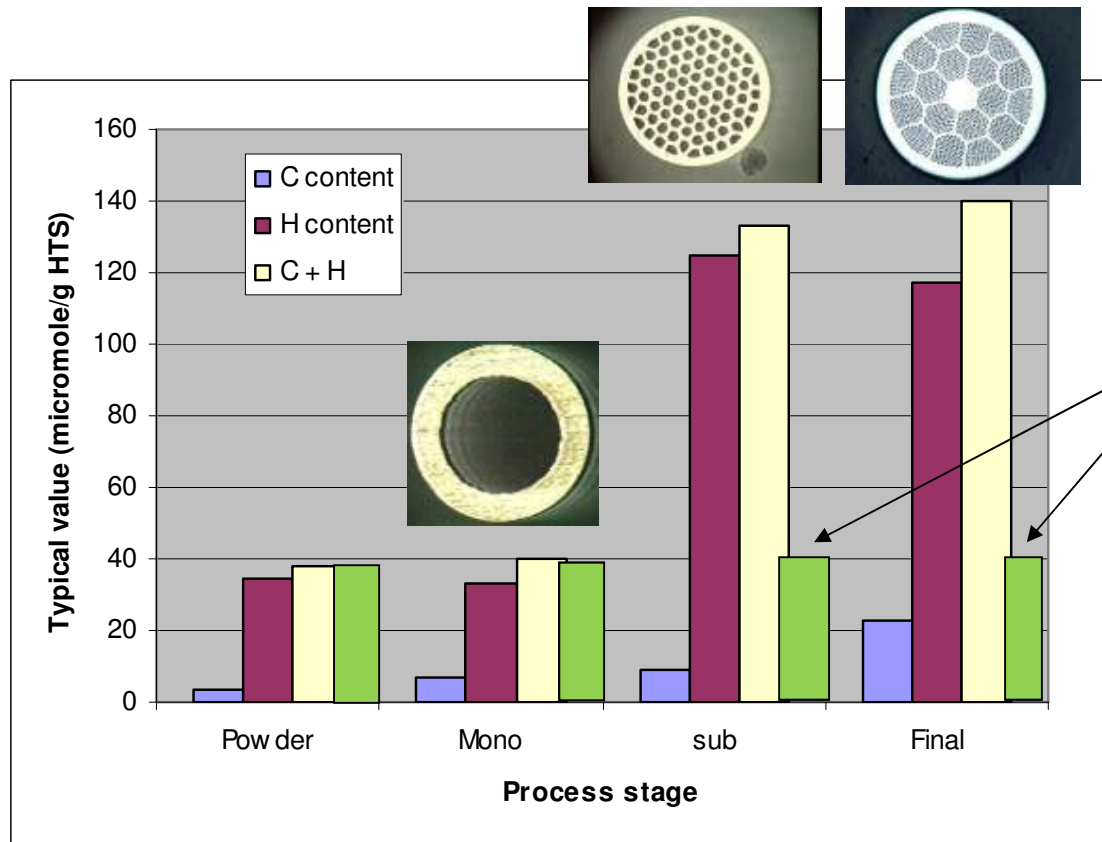 160
140
120
100
80
60
40
20
0
Typical value (micromole/g HTS)
C content
H content
C + H
Pow der
Mono
sub
Final
Process stage